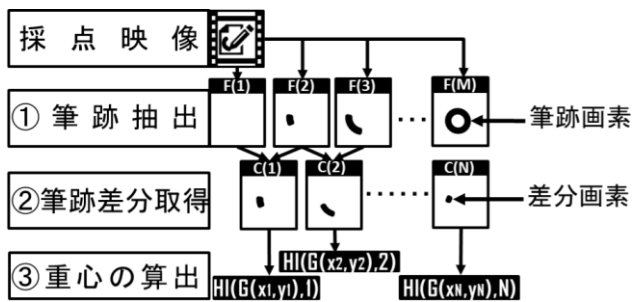 採点映像
F(1) F(2) F(3) F(M)
①筆跡抽出 ・・・ 筆跡画素
C(1) C(2) C(N)
②筆跡差分取得 ・・・・・・ 差分画素
HI(G(x2,y2),2)
③重心の算出 HI(G(x1,y1),1) HI(G(xN,yN),N)